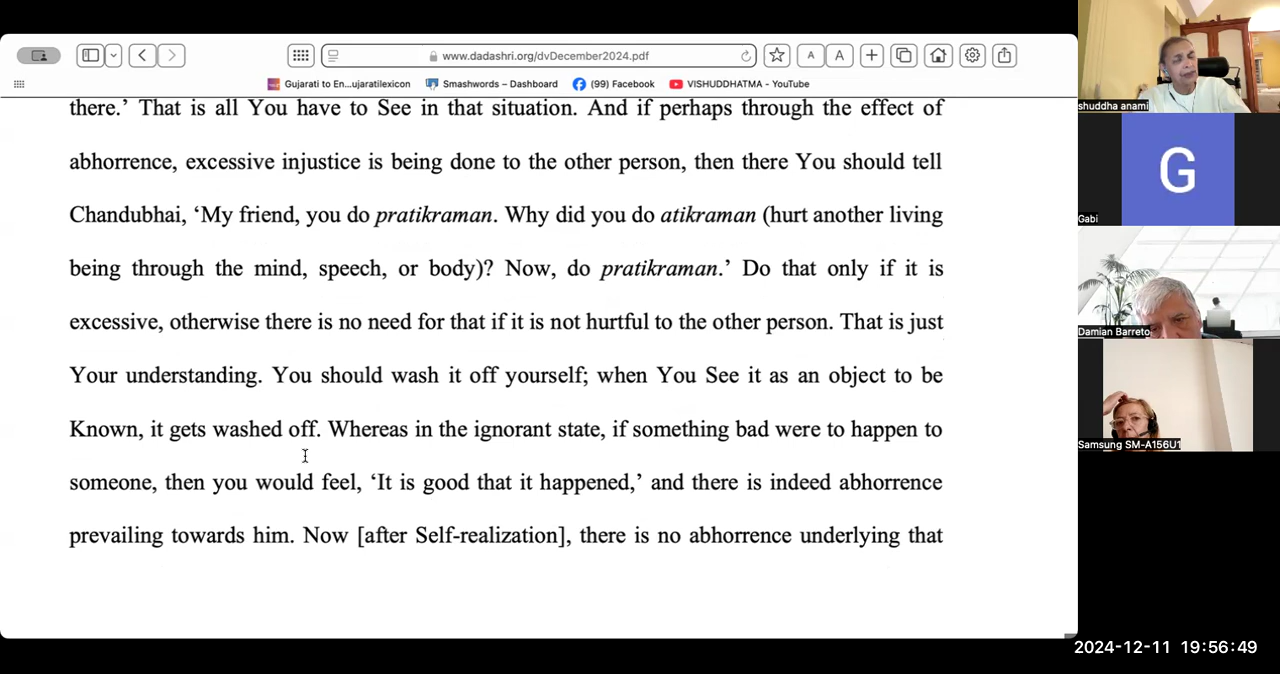 www.dadashri.org/dvDecember2024.pdf
A A
Gujarati to En...ujaratilexicon
Smashwords – Dashboard
(99) Facebook
VISHUDDHATMA - YouTube
there.’ That is all You have to See in that situation. And if perhaps through the effect of
abhorrence, excessive injustice is being done to the other person, then there You should tell
Chandubhai, ‘My friend, you do pratikraman. Why did you do atikraman (hurt another living
being through the mind, speech, or body)? Now, do pratikraman.’ Do that only if it is
excessive, otherwise there is no need for that if it is not hurtful to the other person. That is just
Your understanding. You should wash it off yourself; when You See it as an object to be
Known, it gets washed off. Whereas in the ignorant state, if something bad were to happen to
someone, then you would feel, ‘It is good that it happened,’ and there is indeed abhorrence
prevailing towards him. Now [after Self-realization], there is no abhorrence underlying that
shuddha anami
G
Gabi
Damian Barreto
Samsung SM-A156U1
2024-12-11 19:56:49